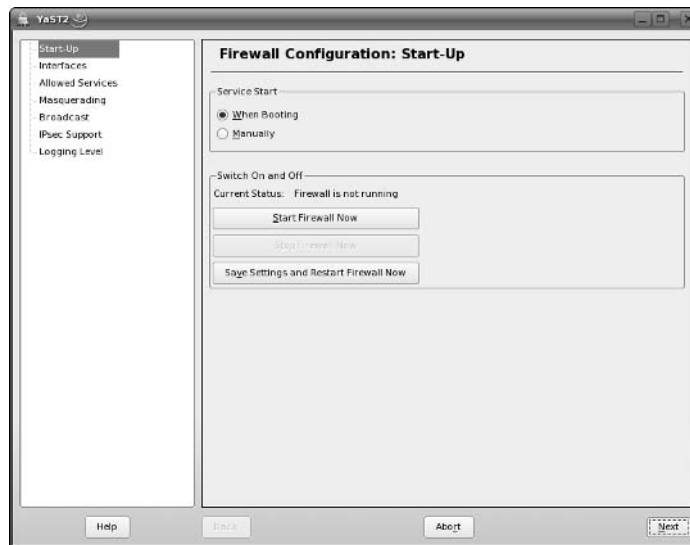 YaST2
Start-Up
Interfaces
Allowed Services
Masquerading
Broadcast
IPsec Support
Logging Level
Firewall Configuration: Start-Up
Service Start
When Booting
Manually
Switch On and Off
Current Status: Firewall is not running
Start Firewall Now
Stop Firewall Now
Save Settings and Restart Firewall Now
Help
Back
Abort
Next